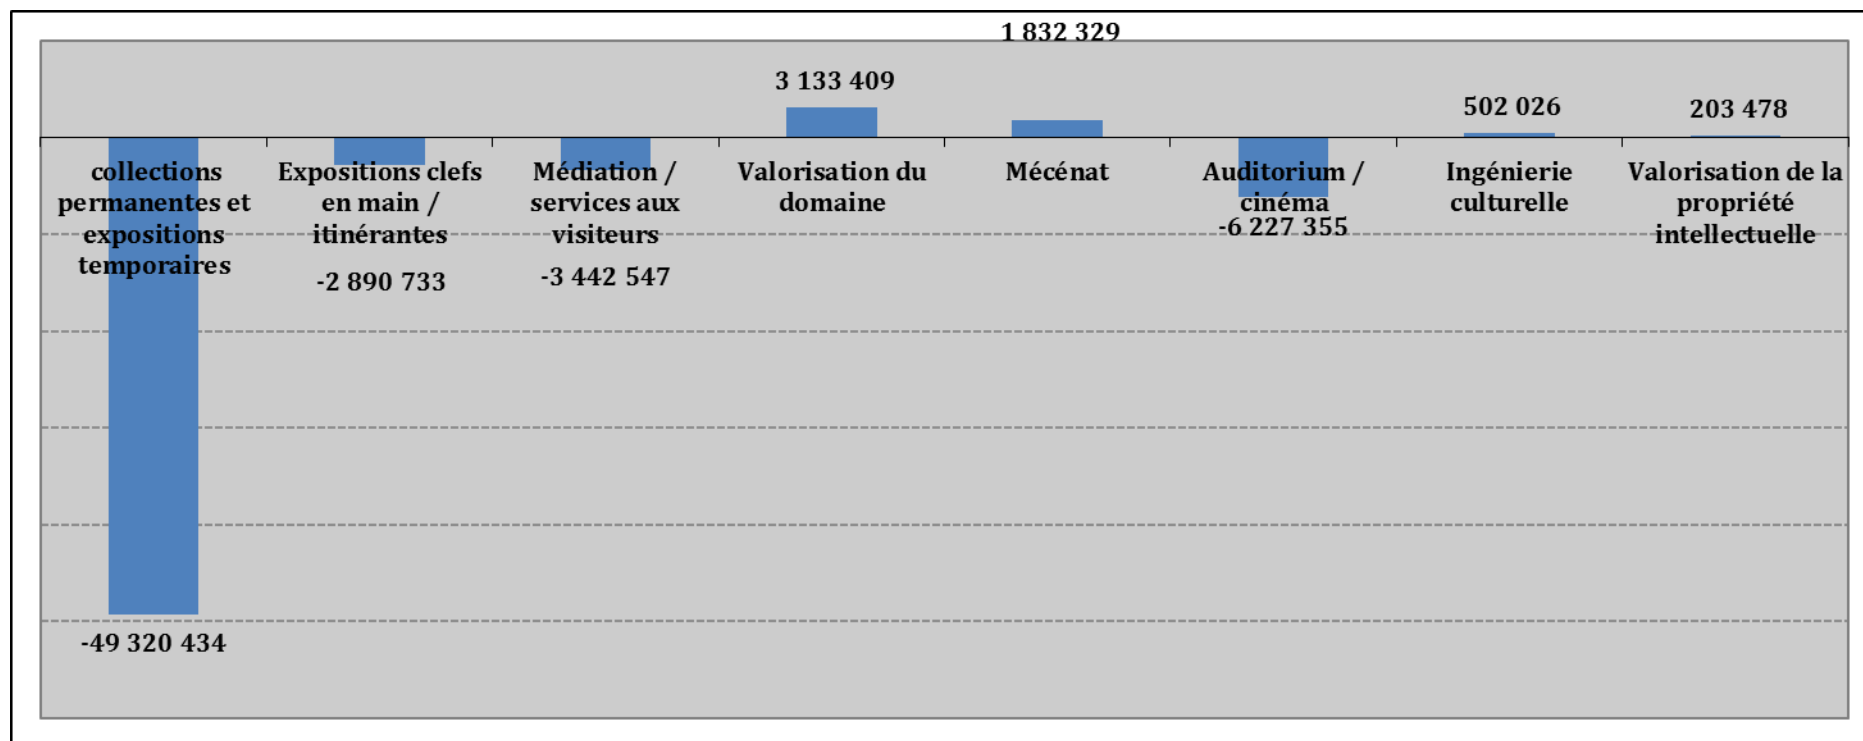 1 832 329
3 133 409
502 026
203 478
collections
permanentes et
expositions
temporaires
-49 320 434
Expositions clefs
en main /
itinérantes
-2 890 733
Médiation /
services aux
visiteurs
-3 442 547
Valorisation du
domaine
Mécénat
Auditorium /
cinéma
-6 227 355
Ingénierie
culturelle
Valorisation de la
propriété
intellectuelle